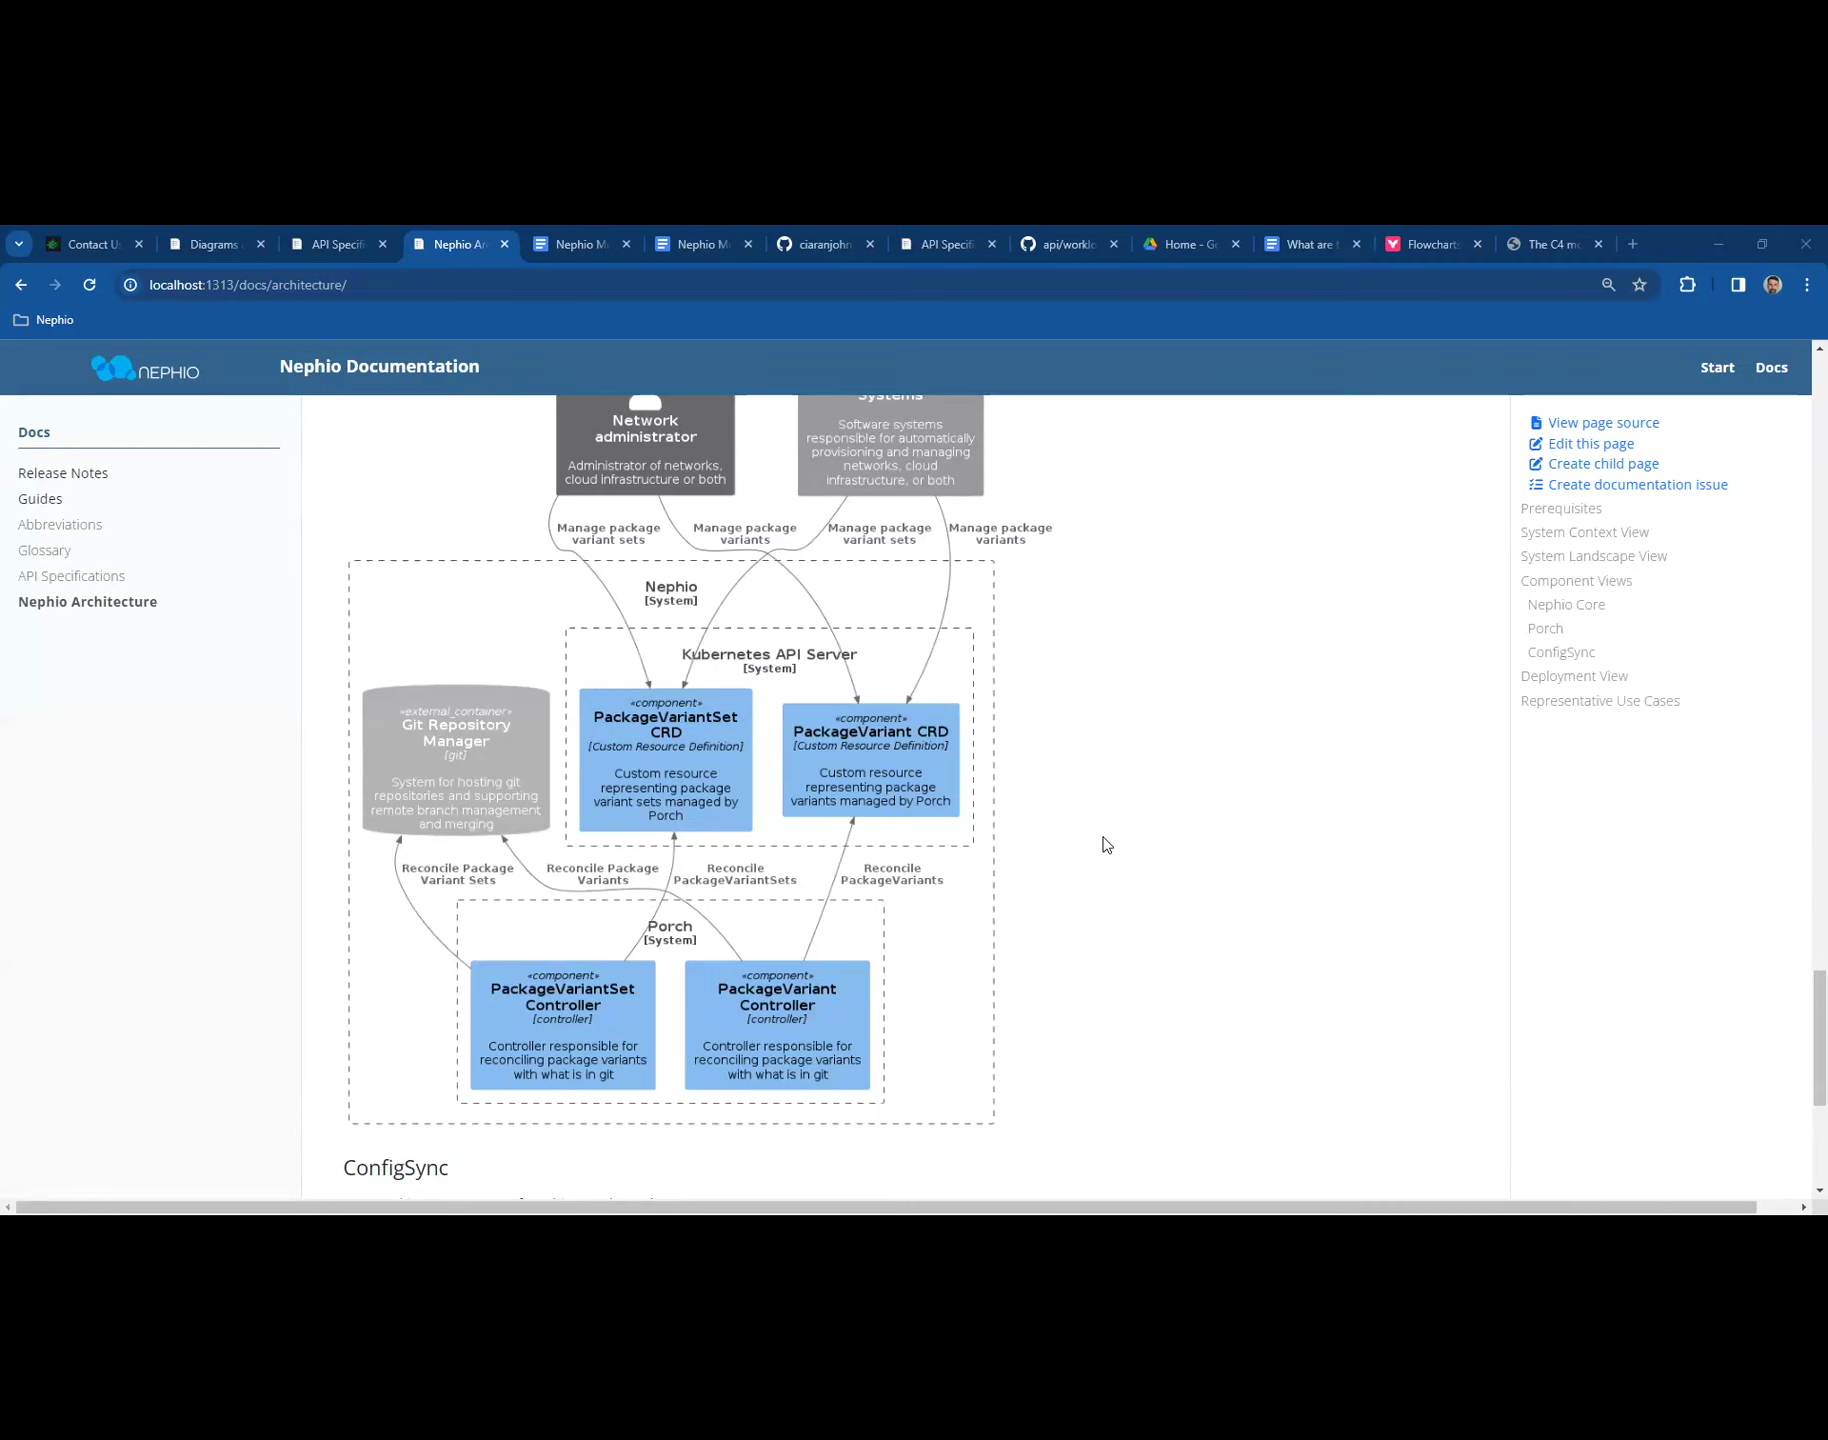 Contact U
Diagrams
API Specifi
Nephio Ar
Nephio M
Nephio M
ciaranjohn
API Specifi
api/worklo
Home - Go
What are t
Flowchart
The C4 mo
localhost:1313/docs/architecture/
Nephio
NEPHIO
Nephio Documentation
Start
Docs
Docs
Release Notes
Guides
Abbreviations
Glossary
API Specifications
Nephio Architecture
Network
administrator
Administrator of networks,
cloud infrastructure or both
Systems
Software systems
responsible for automatically
provisioning and managing
networks, cloud
infrastructure, or both
Manage package
variant sets
Manage package
variants
Manage package
variant sets
Manage package
variants
Nephio
[System]
Kubernetes API Server
[System]
«external_container»
Git Repository
Manager
[git]
System for hosting git
repositories and supporting
remote branch management
and merging
«component»
PackageVariantSet
CRD
[Custom Resource Definition]
Custom resource
representing package
variant sets managed by
Porch
«component»
PackageVariant CRD
[Custom Resource Definition]
Custom resource
representing package
variants managed by Porch
Reconcile Package
Variant Sets
Reconcile Package
Variants
Reconcile
PackageVariantSets
Reconcile
PackageVariants
Porch
[System]
«component»
PackageVariantSet
Controller
[controller]
Controller responsible for
reconciling package variants
with what is in git
«component»
PackageVariant
Controller
[controller]
Controller responsible for
reconciling package variants
with what is in git
ConfigSync
View page source
Edit this page
Create child page
Create documentation issue
Prerequisites
System Context View
System Landscape View
Component Views
Nephio Core
Porch
ConfigSync
Deployment View
Representative Use Cases